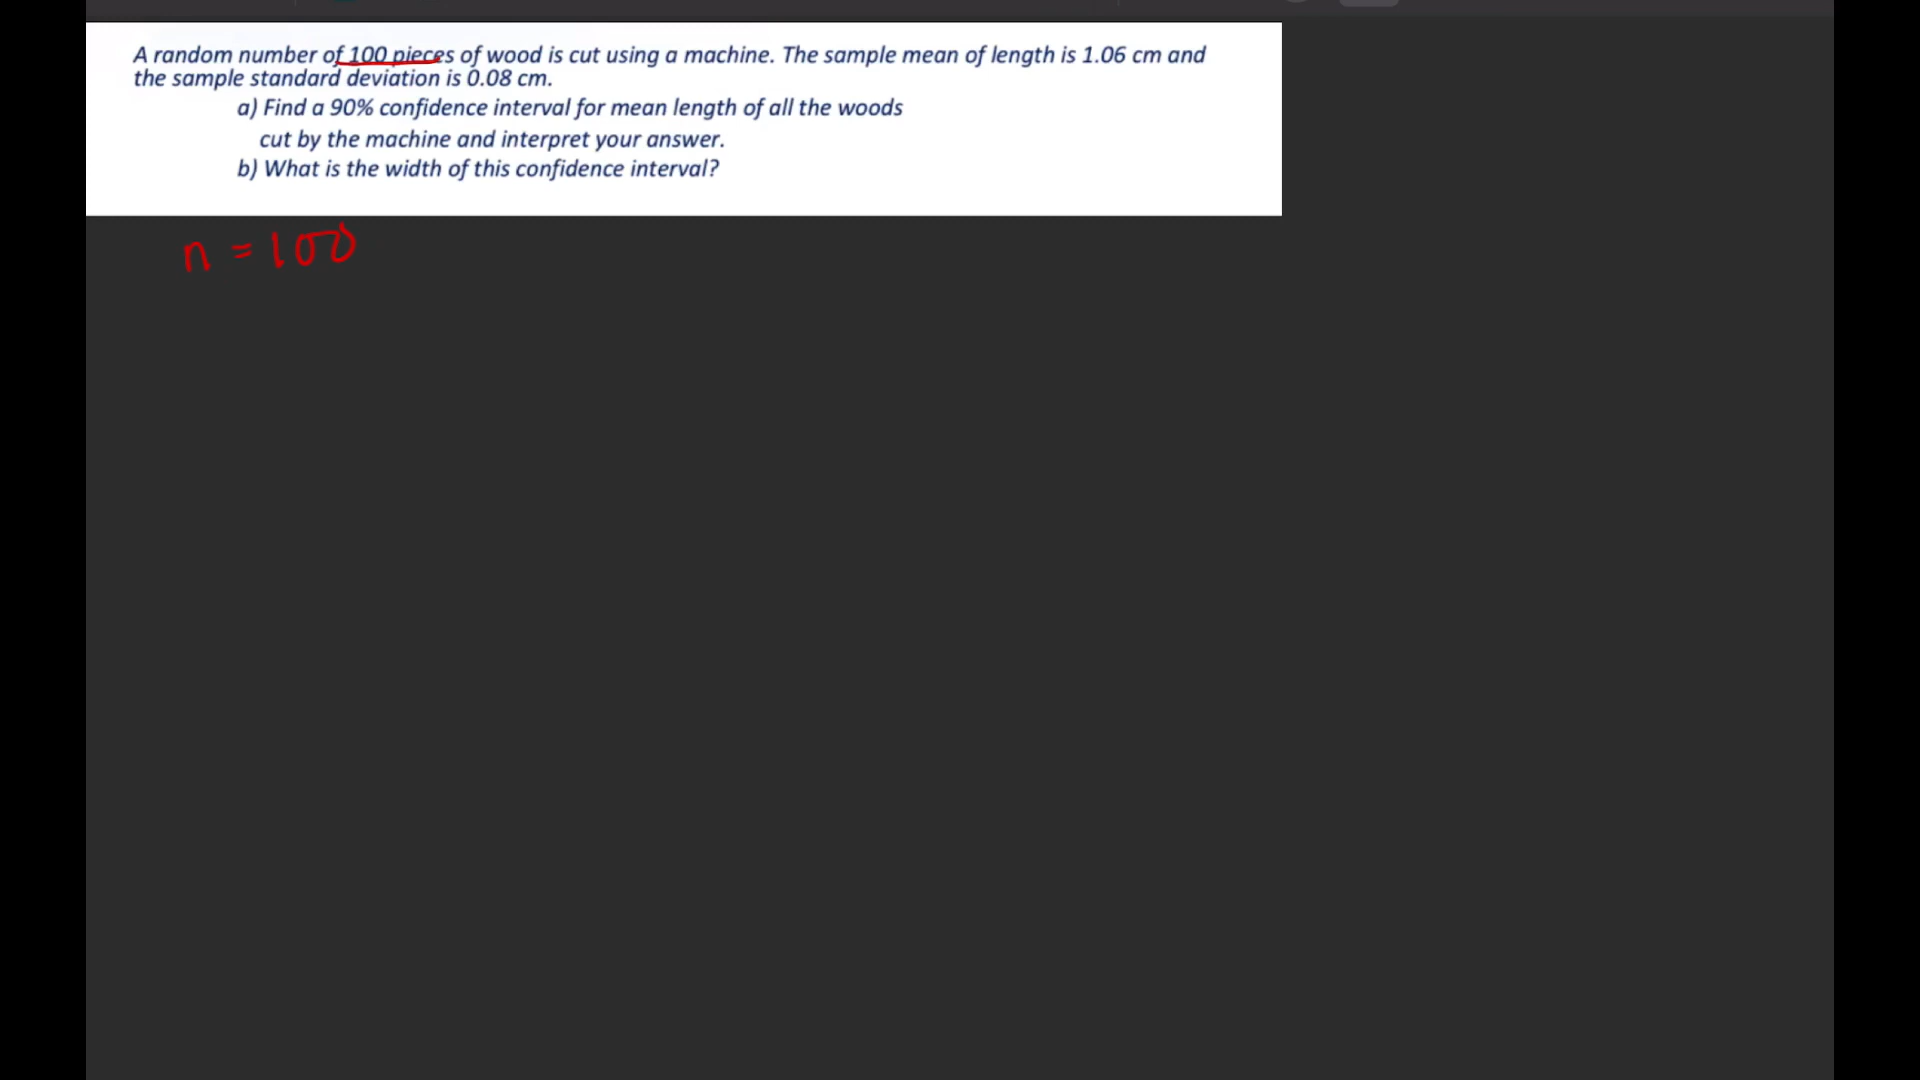 A random number of 100 pieces of wood is cut using a machine. The sample mean of length is 1.06 cm and
the sample standard deviation is 0.08 cm.
a) Find a 90% confidence interval for mean length of all the woods
cut by the machine and interpret your answer.
b) What is the width of this confidence interval?
n = 100